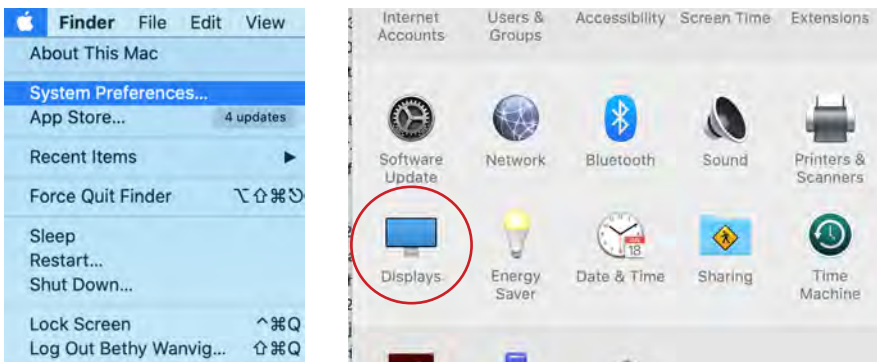 Finder File Edit View
About This Mac
System Preferences...
App Store... 4 updates
Recent Items ▶
Force Quit Finder ⌥⇧⌘⎋
Sleep
Restart...
Shut Down...
Lock Screen ^⌘Q
Log Out Bethy Wanvig... ⇧⌘Q
Internet Accounts
Users & Groups
Accessibility
Screen Time
Extensions
Software Update
Network
Bluetooth
Sound
Printers & Scanners
Displays
Energy Saver
18
Date & Time
Sharing
Time Machine